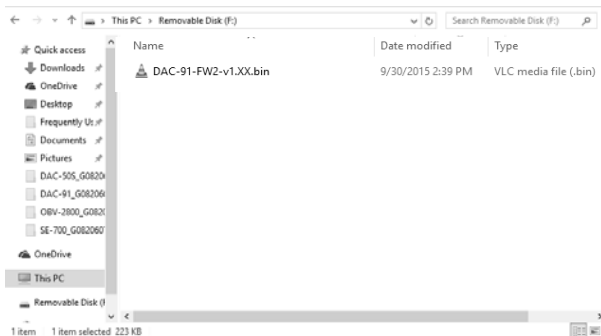 This PC > Removable Disk (F:)
Search Removable Disk (F:)
Name Date modified Type
Quick access
Downloads
OneDrive
Desktop
Frequently Us
Documents
Pictures
DAC-50S_G0820
DAC-91_G08206
OBV-2800_G082
SE-700_G082060
OneDrive
This PC
Removable Disk (F
DAC-91-FW2-v1.XX.bin 9/30/2015 2:39 PM VLC media file (.bin)
1 item 1 item selected 223 KB